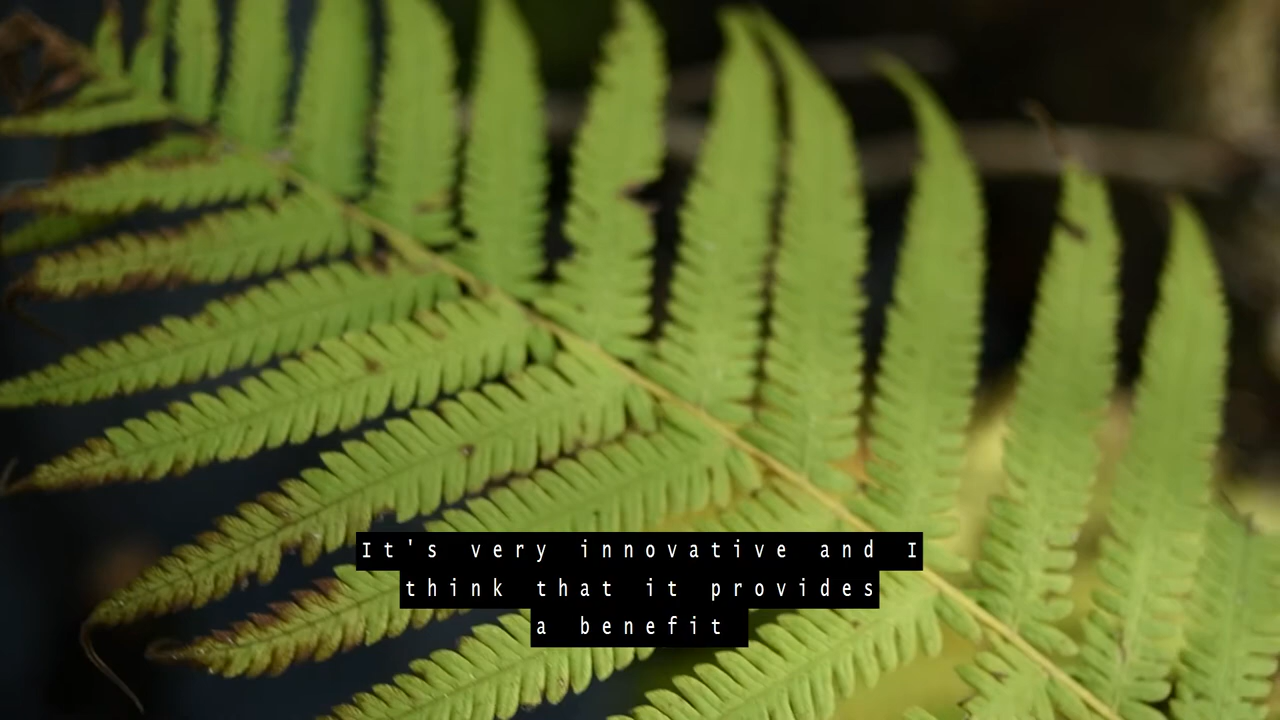 It's very innovative and I
think that it provides
a benefit